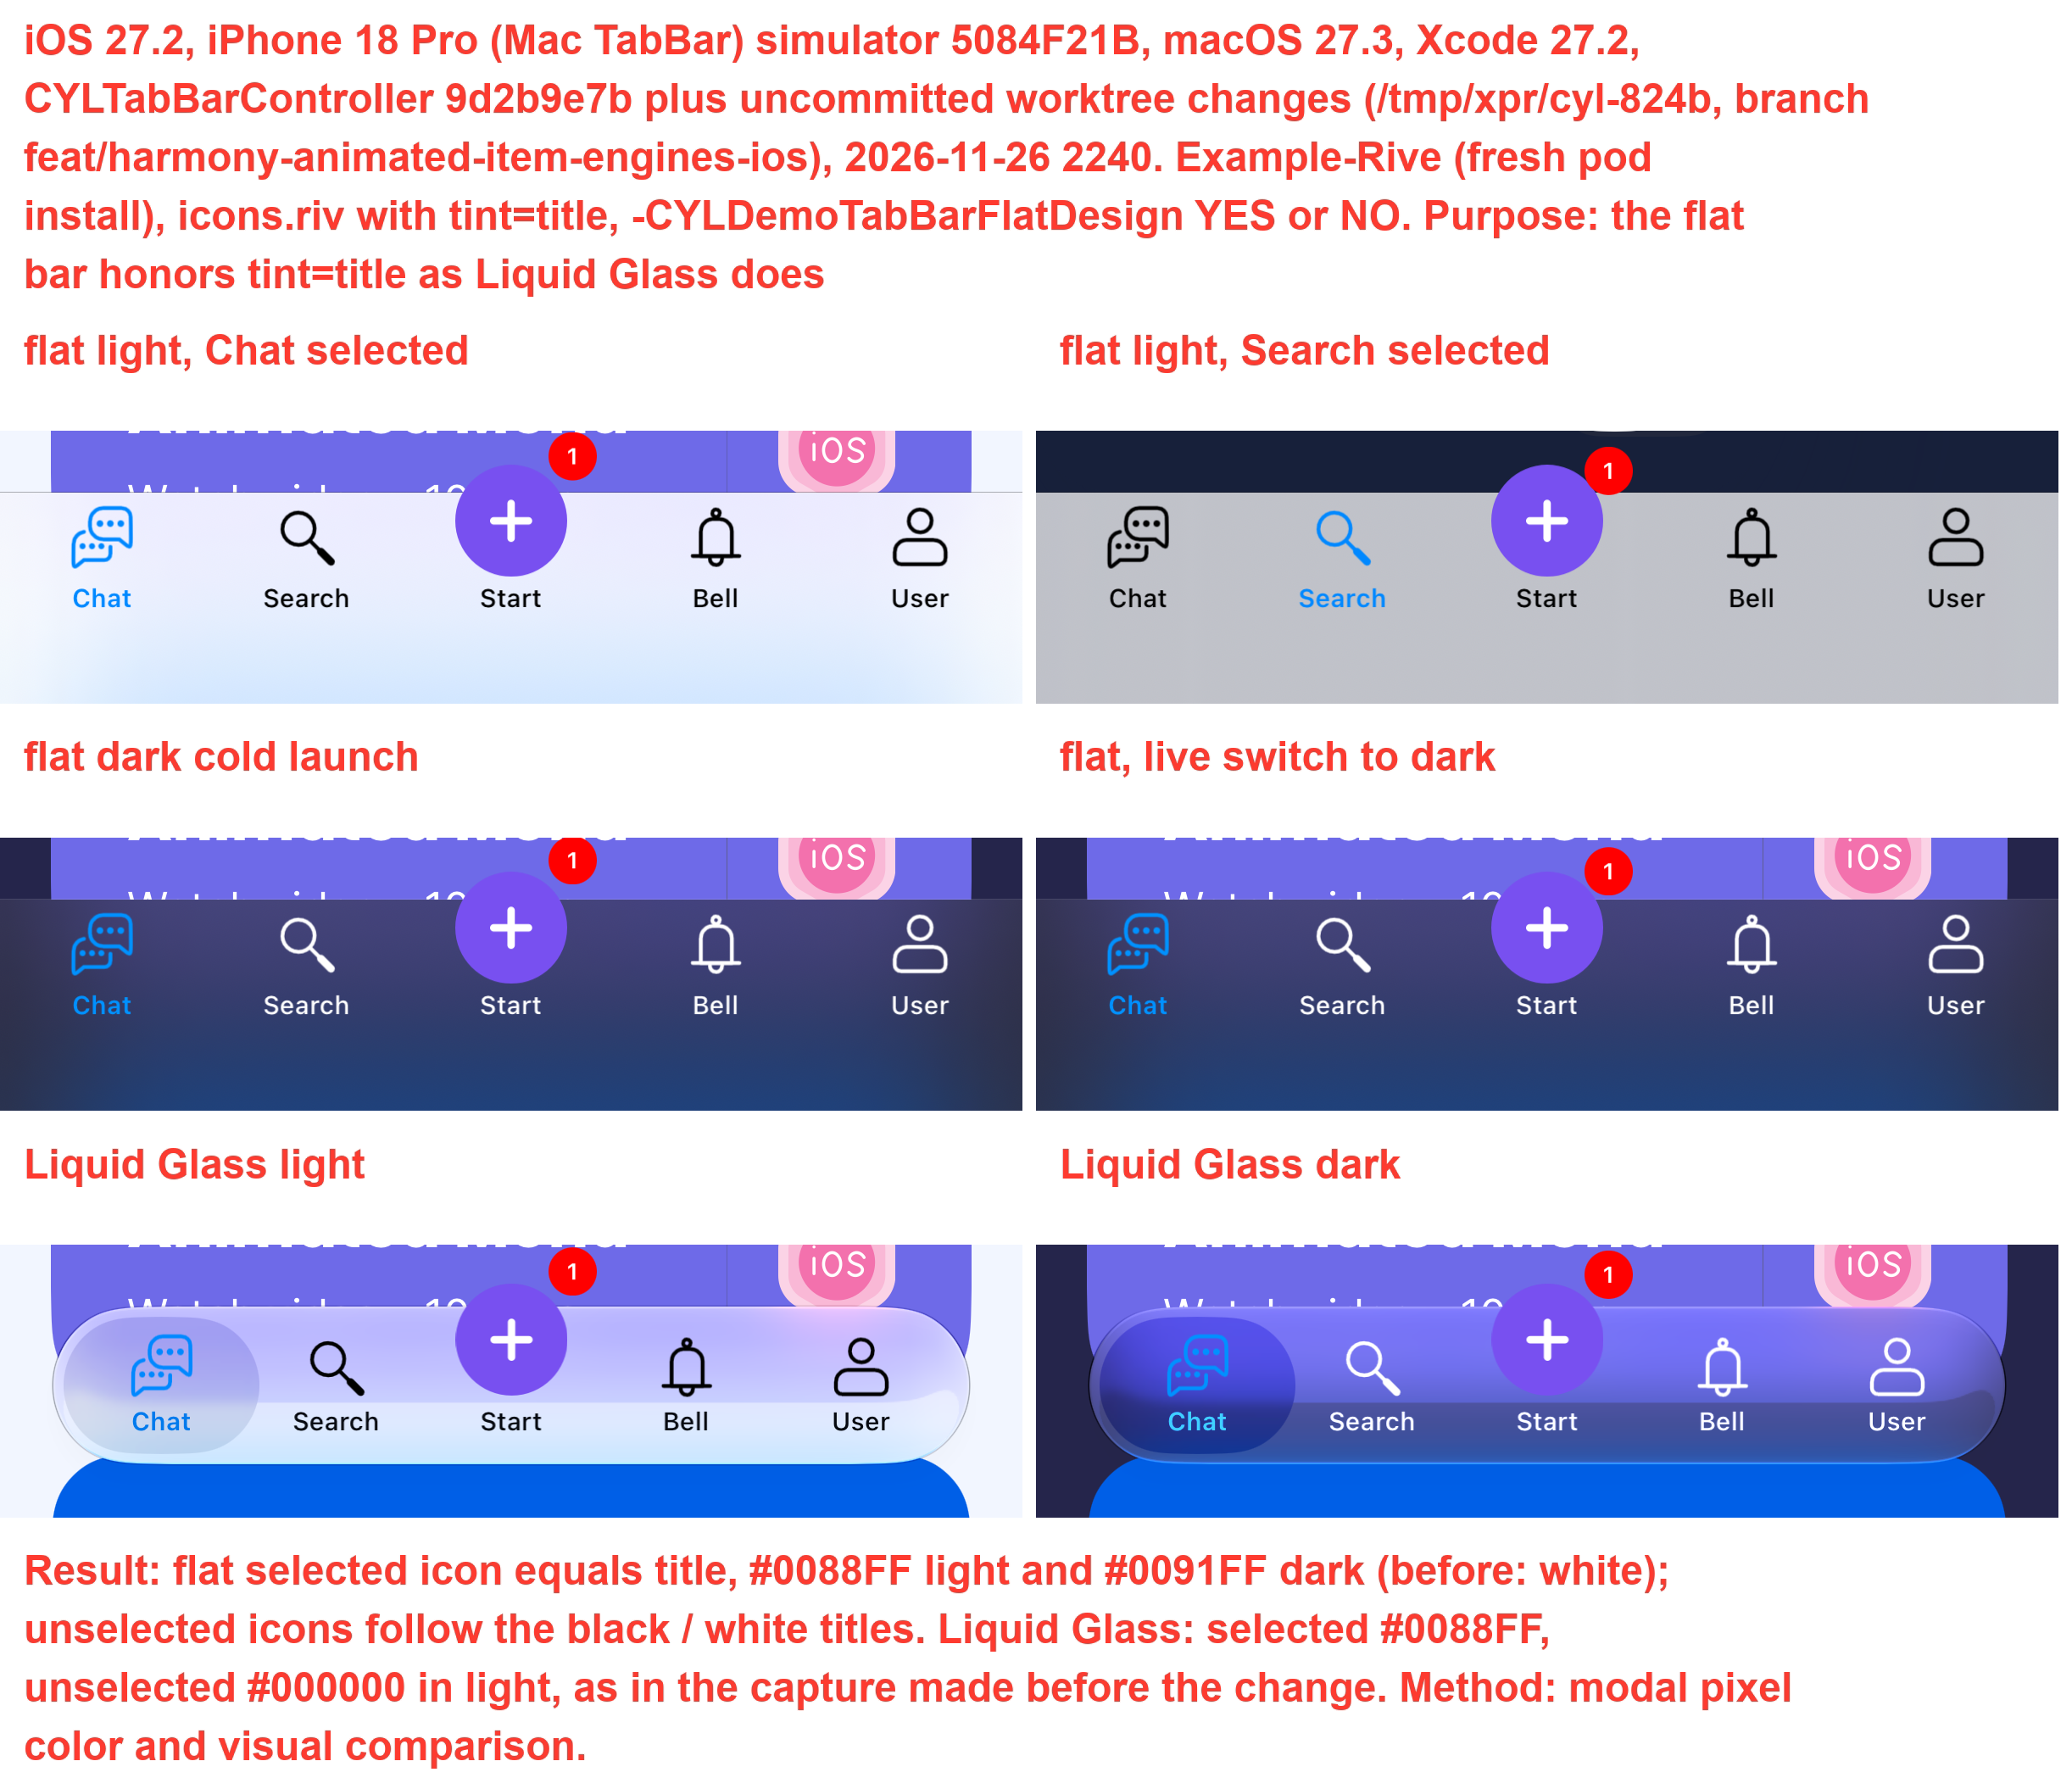 iOS 27.2, iPhone 18 Pro (Mac TabBar) simulator 5084F21B, macOS 27.3, Xcode 27.2,
CYLTabBarController 9d2b9e7b plus uncommitted worktree changes (/tmp/xpr/cyl-824b, branch
feat/harmony-animated-item-engines-ios), 2026-11-26 2240. Example-Rive (fresh pod
install), icons.riv with tint=title, -CYLDemoTabBarFlatDesign YES or NO. Purpose: the flat
bar honors tint=title as Liquid Glass does
flat light, Chat selected
flat light, Search selected
iOS
1
1
Chat
Search
Start
Bell
User
Chat
Search
Start
Bell
User
flat dark cold launch
flat, live switch to dark
iOS
1
iOS
1
Chat
Search
Start
Bell
User
Chat
Search
Start
Bell
User
Liquid Glass light
Liquid Glass dark
iOS
1
iOS
1
Chat
Search
Start
Bell
User
Chat
Search
Start
Bell
User
Result: flat selected icon equals title, #0088FF light and #0091FF dark (before: white);
unselected icons follow the black / white titles. Liquid Glass: selected #0088FF,
unselected #000000 in light, as in the capture made before the change. Method: modal pixel
color and visual comparison.